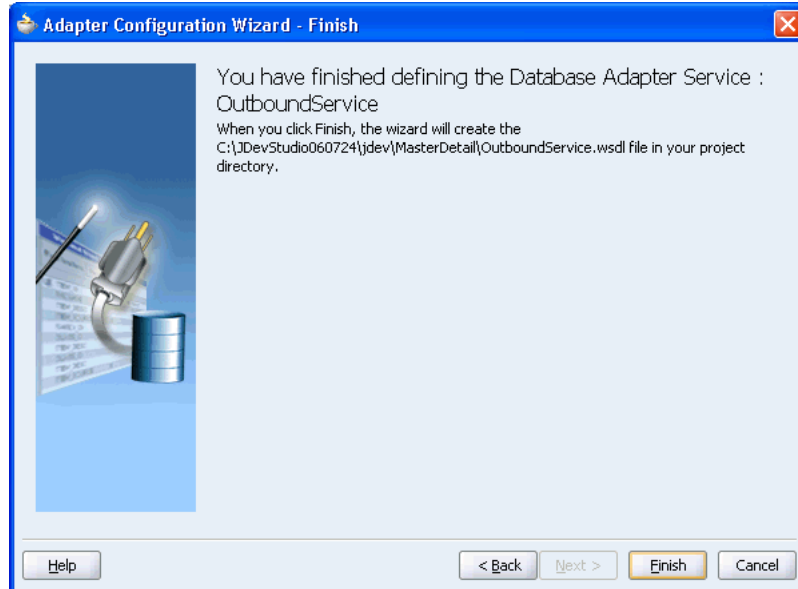 Adapter Configuration Wizard - Finish
You have finished defining the Database Adapter Service :
OutboundService
When you click Finish, the wizard will create the
C:\JDevStudio060724\jdev\MasterDetail\OutboundService.wsdl file in your project
directory.
Help
< Back
Next >
Finish
Cancel